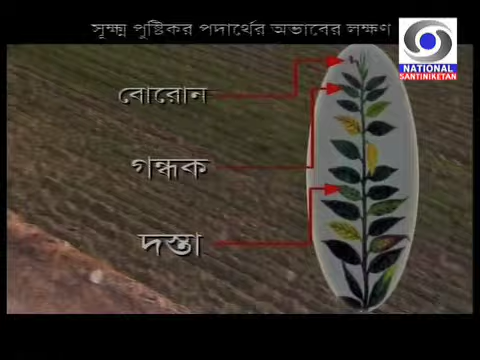 সূক্ষ্ম পুষ্টিকর পদার্থের অভাবের লক্ষণ
NATIONAL
SANTINIKETAN
বোরোন
গন্ধক
দস্তা